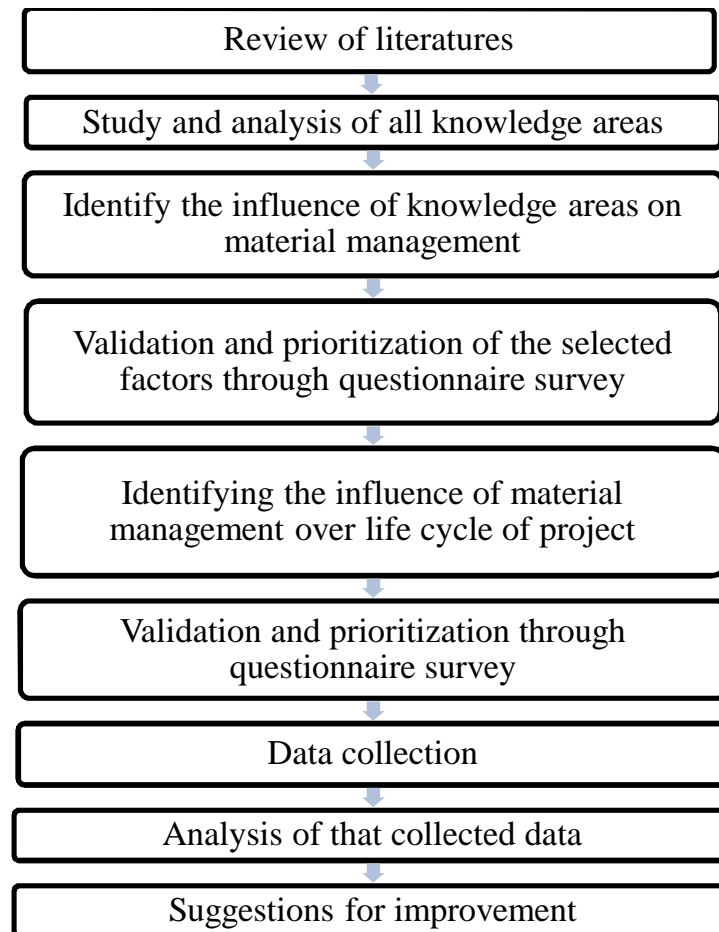 Review of literatures
Study and analysis of all knowledge areas
Identify the influence of knowledge areas on
material management
Validation and prioritization of the selected
factors through questionnaire survey
Identifying the influence of material
management over life cycle of project
Validation and prioritization through
questionnaire survey
Data collection
Analysis of that collected data
Suggestions for improvement